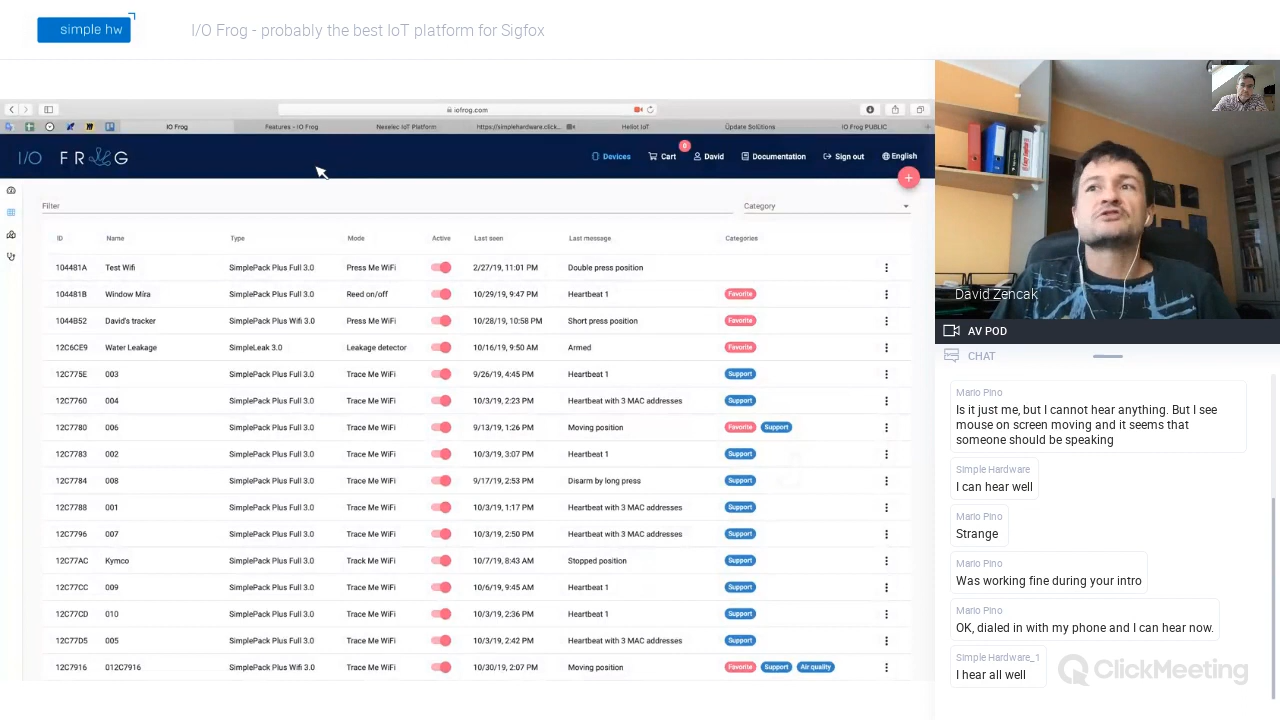 simple hw
I/O Frog - probably the best IoT platform for Sigfox
iofrog.com
IO Frog
Features - IO Frog
Nexelec IoT Platform
https://simplehardware.click...
Hello! IoT
Update Solutions
IO Frog PUBLIC
I/O FROG
Devices
Cart
0
David
Documentation
Sign out
English
+
Filter
Category
ID Name Type Mode Active Last seen Last message Categories
104481A Test Wifi SimplePack Plus Full 3.0 Press Me WiFi 2/27/19, 11:01 PM Double press position
104481B Window Mira SimplePack Plus Full 3.0 Reed on/off 10/29/19, 9:47 PM Heartbeat 1 Favorite
1044B52 David's tracker SimplePack Plus Wifi 3.0 Press Me WiFi 10/28/19, 10:58 PM Short press position Favorite
12C6CE9 Water Leakage SimpleLeak 3.0 Leakage detector 10/16/19, 9:50 AM Armed Favorite
12C775E 003 SimplePack Plus Full 3.0 Trace Me WiFi 9/26/19, 4:45 PM Heartbeat 1 Support
12C7760 004 SimplePack Plus Full 3.0 Trace Me WiFi 10/3/19, 2:23 PM Heartbeat with 3 MAC addresses Support
12C7780 006 SimplePack Plus Full 3.0 Trace Me WiFi 9/13/19, 1:26 PM Moving position Favorite Support
12C7783 002 SimplePack Plus Full 3.0 Trace Me WiFi 10/3/19, 3:07 PM Heartbeat 1 Support
12C7784 008 SimplePack Plus Full 3.0 Trace Me WiFi 9/17/19, 2:53 PM Disarm by long press Support
12C7788 001 SimplePack Plus Full 3.0 Trace Me WiFi 10/3/19, 1:17 PM Heartbeat with 3 MAC addresses Support
12C7796 007 SimplePack Plus Full 3.0 Trace Me WiFi 10/3/19, 2:50 PM Heartbeat with 3 MAC addresses Support
12C77AC Kymco SimplePack Plus Full 3.0 Track Me WiFi 10/7/19, 8:43 AM Stopped position Support
12C77CC 009 SimplePack Plus Full 3.0 Trace Me WiFi 10/6/19, 9:45 AM Heartbeat 1 Support
12C77CD 010 SimplePack Plus Full 3.0 Trace Me WiFi 10/3/19, 2:36 PM Heartbeat 1 Support
12C77D5 005 SimplePack Plus Full 3.0 Trace Me WiFi 10/3/19, 2:42 PM Heartbeat with 3 MAC addresses Support
12C7916 012C7916 SimplePack Plus Wifi 3.0 Trace Me WiFi 10/30/19, 2:07 PM Moving position Favorite Support Air quality
David Zencak
AV POD
CHAT
Mario Pino
Is it just me, but I cannot hear anything. But I see
mouse on screen moving and it seems that
someone should be speaking
Simple Hardware
I can hear well
Mario Pino
Strange
Mario Pino
Was working fine during your intro
Mario Pino
OK, dialed in with my phone and I can hear now.
Simple Hardware_1
I hear all well
ClickMeeting